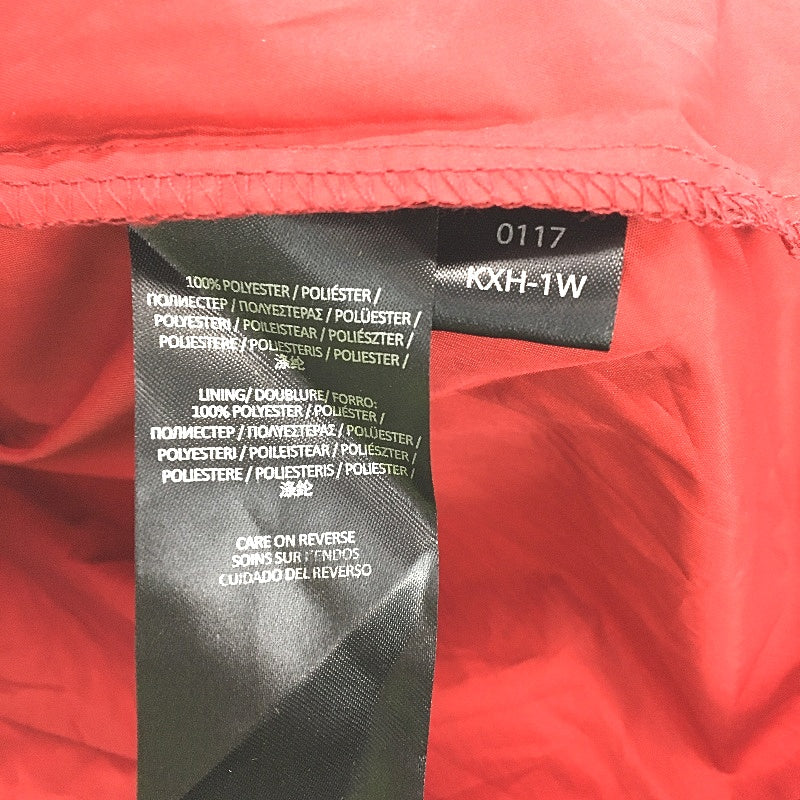 0117
KXH-1W
100% POLYESTER / POLIÉSTER /
ПОЛИЕСТЕР / ΠΟΛΥΕΣΤΕΡΑΣ / POLÜESTER /
POLYESTERI / POILEISTEAR / POLIÉSZTER /
POLIESTERE / POLIESTERIS / POLIESTER /
涤纶
LINING/ DOUBLURE/ FORRO:
100% POLYESTER / POLIÉSTER /
ПОЛИЕСТЕР / ΠΟΛΥΕΣΤΕΡΑΣ / POLÜESTER /
POLYESTERI / POILEISTEAR / POLIÉSZTER /
POLIESTERE / POLIESTERIS / POLIESTER /
涤纶
CARE ON REVERSE
SOINS SUR L'ENDOS
CUIDADO DEL REVERSO